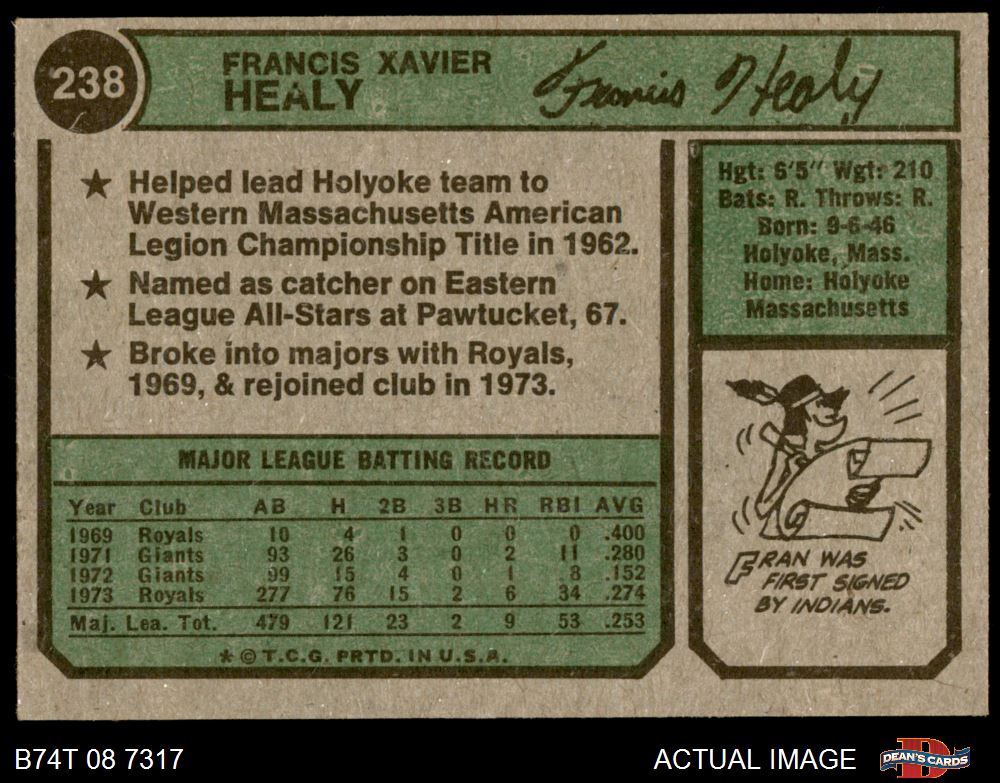 238
FRANCIS XAVIER
HEALY
Francis Healy
★ Helped lead Holyoke team to
Western Massachusetts American
Legion Championship Title in 1962.
★ Named as catcher on Eastern
League All-Stars at Pawtucket, 67.
★ Broke into majors with Royals,
1969, & rejoined club in 1973.
Hgt: 6'5" Wgt: 210
Bats: R. Throws: R.
Born: 9-6-46
Holyoke, Mass.
Home: Holyoke
Massachusetts
MAJOR LEAGUE BATTING RECORD
Year Club AB H 2B 3B HR RBI AVG
1969 Royals 10 4 1 0 0 0 .400
1971 Giants 93 26 3 0 2 11 .280
1972 Giants 99 15 4 0 1 8 .152
1973 Royals 277 76 15 2 6 34 .274
Maj. Lea. Tot. 479 121 23 2 9 53 .253
* © T.C.G. PRTD. IN U.S.A.
FRAN WAS
FIRST SIGNED
BY INDIANS.
B74T 08 7317
ACTUAL IMAGE
DEAN'S CARDS